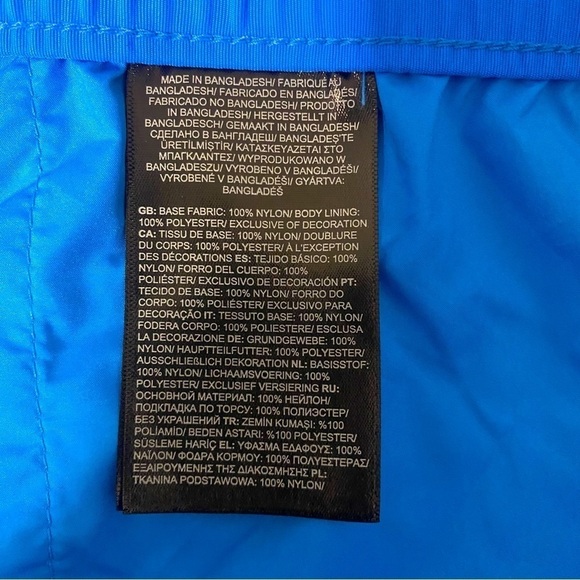 MADE IN BANGLADESH/ FABRIQUÉ AU
BANGLADESH/ FABRICADO EN BANGLADÉS/
FABRICADO NO BANGLADESH/ PRODOTTO
IN BANGLADESH/ HERGESTELLT IN
BANGLADESCH/ GEMAAKT IN BANGLADESH/
СДЕЛАНО В БАНГЛАДЕШ/ BANGLADEŞ'TE
ÜRETİLMİŞTİR/ ΚΑΤΑΣΚΕΥΑΖΕΤΑΙ ΣΤΟ
ΜΠΑΓΚΛΑΝΤΕΣ/ WYPRODUKOWANO W
BANGLADESZU/ VYROBENÉ V BANGLADÉŠI/
VYROBENÉ V BANGLADÉŠI/ GYÁRTVA:
BANGLADÉS
GB: BASE FABRIC: 100% NYLON/ BODY LINING:
100% POLYESTER/ EXCLUSIVE OF DECORATION
CA: TISSU DE BASE: 100% NYLON/ DOUBLURE
DU CORPS: 100% POLYESTER/ À L'EXCEPTION
DES DÉCORATIONS ES: TEJIDO BÁSICO: 100%
NYLON/ FORRO DEL CUERPO: 100%
POLIÉSTER/ EXCLUSIVO DE DECORACIÓN PT:
TECIDO DE BASE: 100% NYLON/ FORRO DO
CORPO: 100% POLIÉSTER/ EXCLUSIVO PARA
DECORAÇÃO IT: TESSUTO BASE: 100% NYLON/
FODERA CORPO: 100% POLIESTERE/ ESCLUSA
LA DECORAZIONE DE: GRUNDGEWEBE: 100%
NYLON/ HAUPTTEILFUTTER: 100% POLYESTER/
AUSSCHLIEßLICH DEKORATION NL: BASISSTOF:
100% NYLON/ LICHAAMSVOERING: 100%
POLYESTER/ EXCLUSIEF VERSIERING RU:
ОСНОВНОЙ МАТЕРИАЛ: 100% НЕЙЛОН/
ПОДКЛАДКА ПО ТОРСУ: 100% ПОЛИЭСТЕР/
БЕЗ УКРАШЕНИЙ TR: ZEMİN KUMAŞI: %100
POLİAMİD/ BEDEN ASTARI: %100 POLYESTER/
SÜSLEME HARİÇ EL: ΥΦΑΣΜΑ ΕΔΑΦΟΥΣ: 100%
ΝΑΪΛΟΝ/ ΦΟΔΡΑ ΚΟΡΜΟΥ: 100% ΠΟΛΥΕΣΤΕΡΑΣ/
ΕΞΑΙΡΟΥΜΕΝΗΣ ΤΗΣ ΔΙΑΚΟΣΜΗΣΗΣ PL:
TKANINA PODSTAWOWA: 100% NYLON/